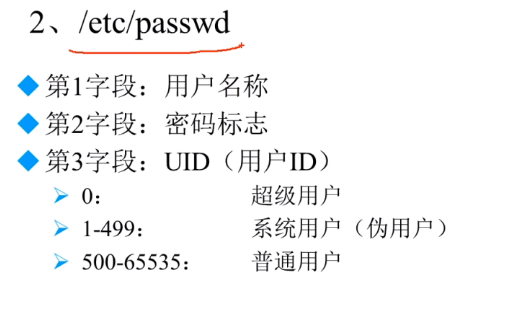 2、/etc/passwd
第1字段：用户名称
第2字段：密码标志
第3字段：UID（用户ID）
0： 超级用户
1-499： 系统用户（伪用户）
500-65535： 普通用户